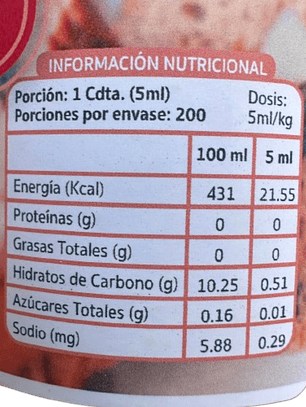 INFORMACIÓN NUTRICIONAL
Porción: 1 Cdta. (5ml) Dosis:
Porciones por envase: 200 5ml/kg
100 ml 5 ml
Energía (Kcal) 431 21.55
Proteínas (g) 0 0
Grasas Totales (g) 0 0
Hidratos de Carbono (g) 10.25 0.51
Azúcares Totales (g) 0.16 0.01
Sodio (mg) 5.88 0.29